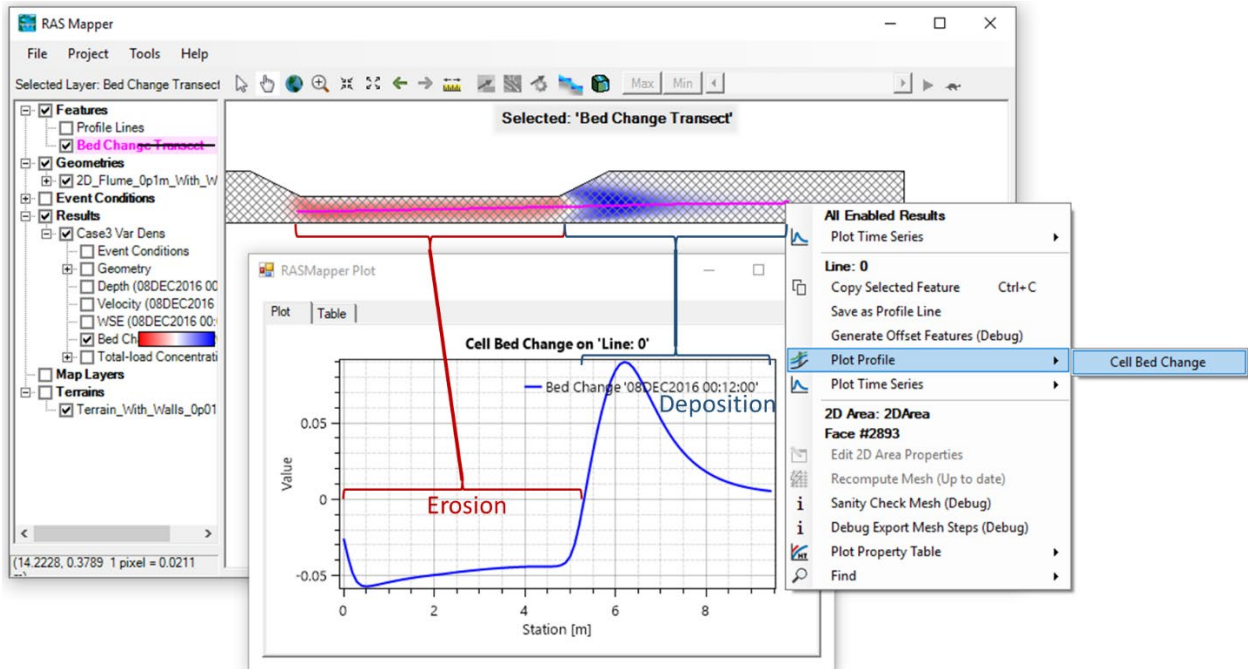 RAS Mapper
File Project Tools Help
Selected Layer: Bed Change Transect
Max Min
Features
Profile Lines
Bed Change Transect
Geometries
2D_Flume_0p1m_With_W
Event Conditions
Results
Case3 Var Dens
Event Conditions
Geometry
Depth (08DEC2016 00
Velocity (08DEC2016
WSE (08DEC2016 00:
Bed Ch
Total-load Concentrati
Map Layers
Terrains
Terrain_With_Walls_0p01
(14.2228, 0.3789 1 pixel = 0.0211
Selected: 'Bed Change Transect'
RASMapper Plot
Plot Table
Cell Bed Change on 'Line: 0'
Bed Change '08DEC2016 00:12:00'
Deposition
Erosion
Value
0.05
0
-0.05
0 2 4 6 8
Station [m]
All Enabled Results
Plot Time Series
Line: 0
Copy Selected Feature Ctrl+C
Save as Profile Line
Generate Offset Features (Debug)
Plot Profile
Cell Bed Change
Plot Time Series
2D Area: 2DArea
Face #2893
Edit 2D Area Properties
Recompute Mesh (Up to date)
Sanity Check Mesh (Debug)
Debug Export Mesh Steps (Debug)
Plot Property Table
Find